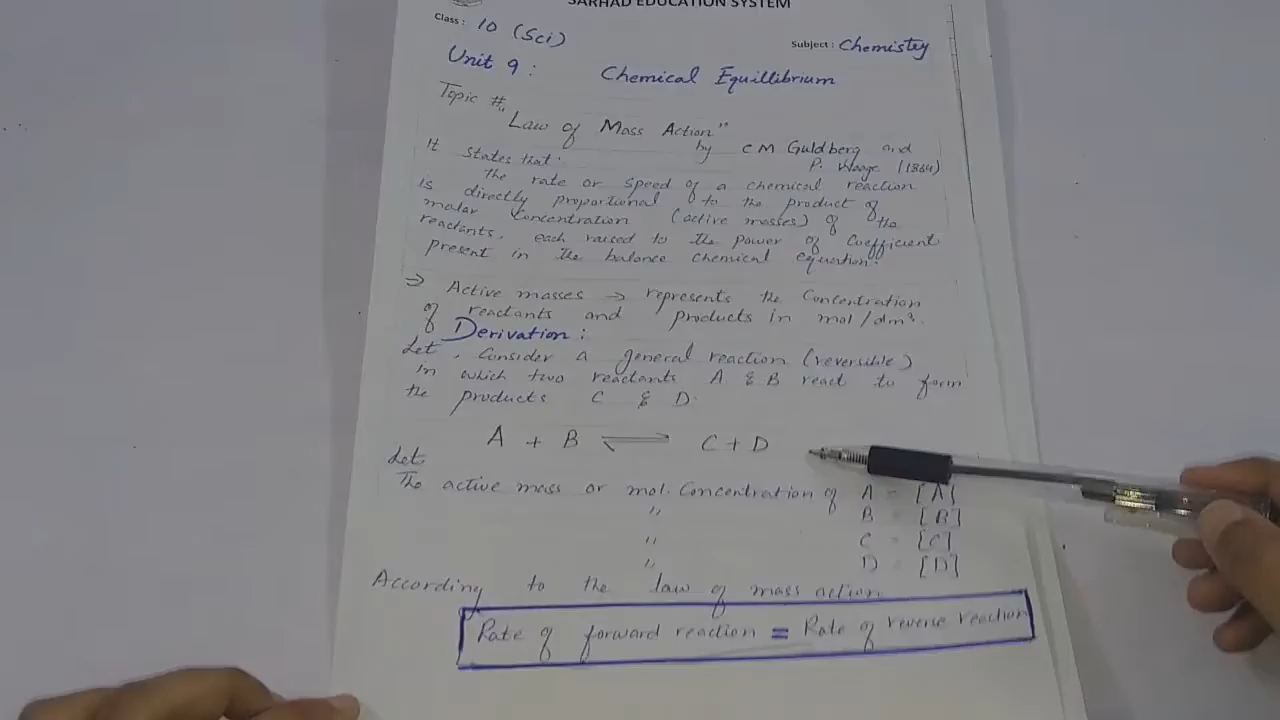 SARHAD EDUCATION SYSTEM
Class: 10 (Sci)
Subject: Chemistry
Unit 9: Chemical Equillibrium
Topic #
"Law of Mass Action"
by CM Guldberg and
P. Waage (1864)
It states that:
the rate or speed of a chemical reaction
is directly proportional to the product of
molar Concentration (active masses) of the
reactants, each raised to the power of Coefficient
present in the balance chemical equation.
⇒ Active masses → represents the Concentration
of reactants and products in mol/dm³.
Derivation:
Let, Consider a general reaction (reversible)
in which two reactants A & B react to form
the products C & D.
A + B ⇌ C + D
Let
The active mass or mol. Concentration of A = [A]
" B = [B]
" C = [C]
" D = [D]
According to the law of mass action
Rate of forward reaction = Rate of reverse reaction